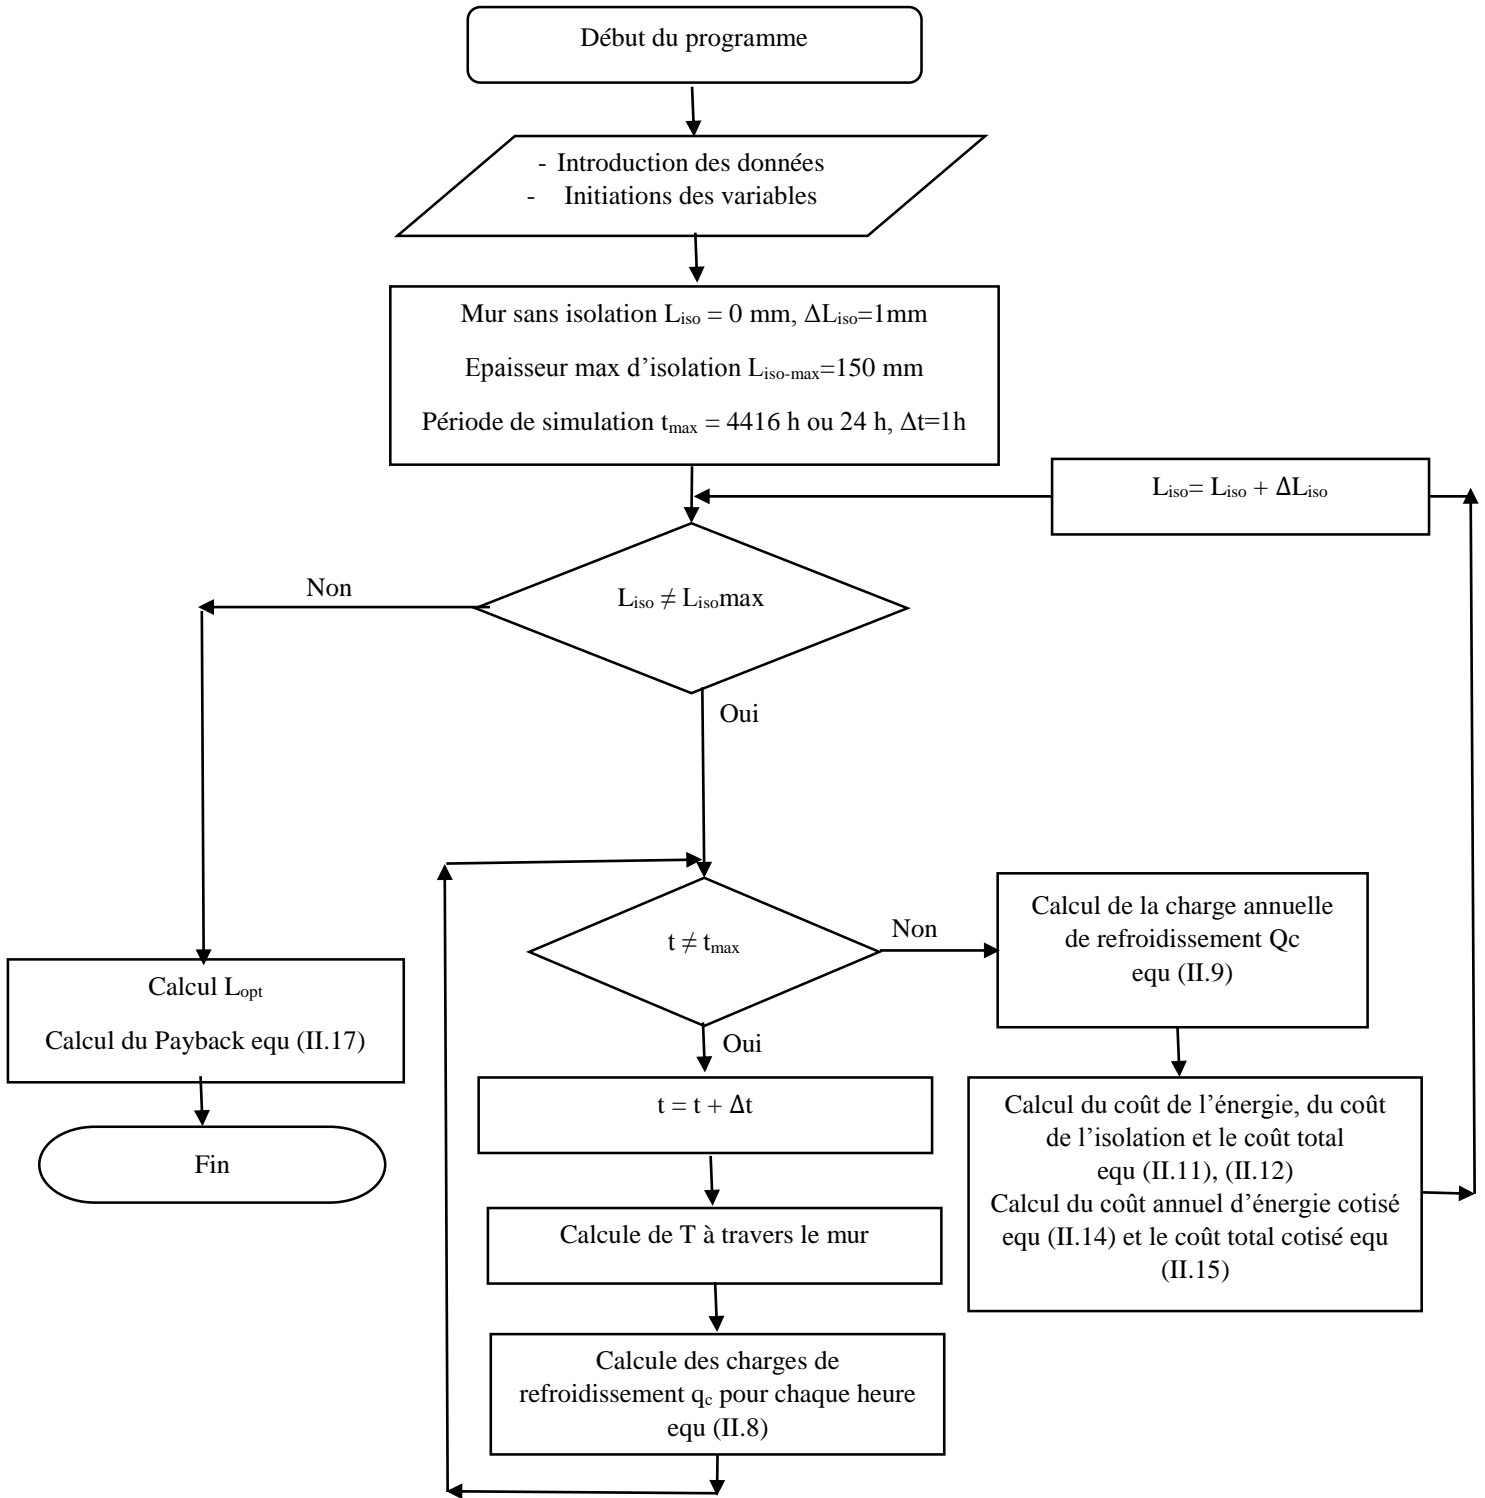 Début du programme
- Introduction des données
- Initiations des variables
Mur sans isolation Liso = 0 mm, ΔLiso=1mm
Epaisseur max d’isolation Liso-max=150 mm
Période de simulation tmax = 4416 h ou 24 h, Δt=1h
Liso= Liso + ΔLiso
Non
Liso ≠ Lisomax
Oui
t ≠ tmax
Non
Calcul de la charge annuelle
de refroidissement Qc
equ (II.9)
Calcul Lopt
Calcul du Payback equ (II.17)
Oui
t = t + Δt
Calcul du coût de l’énergie, du coût
de l’isolation et le coût total
equ (II.11), (II.12)
Calcul du coût annuel d’énergie cotisé
equ (II.14) et le coût total cotisé equ
(II.15)
Fin
Calcule de T à travers le mur
Calcule des charges de
refroidissement qc pour chaque heure
equ (II.8)